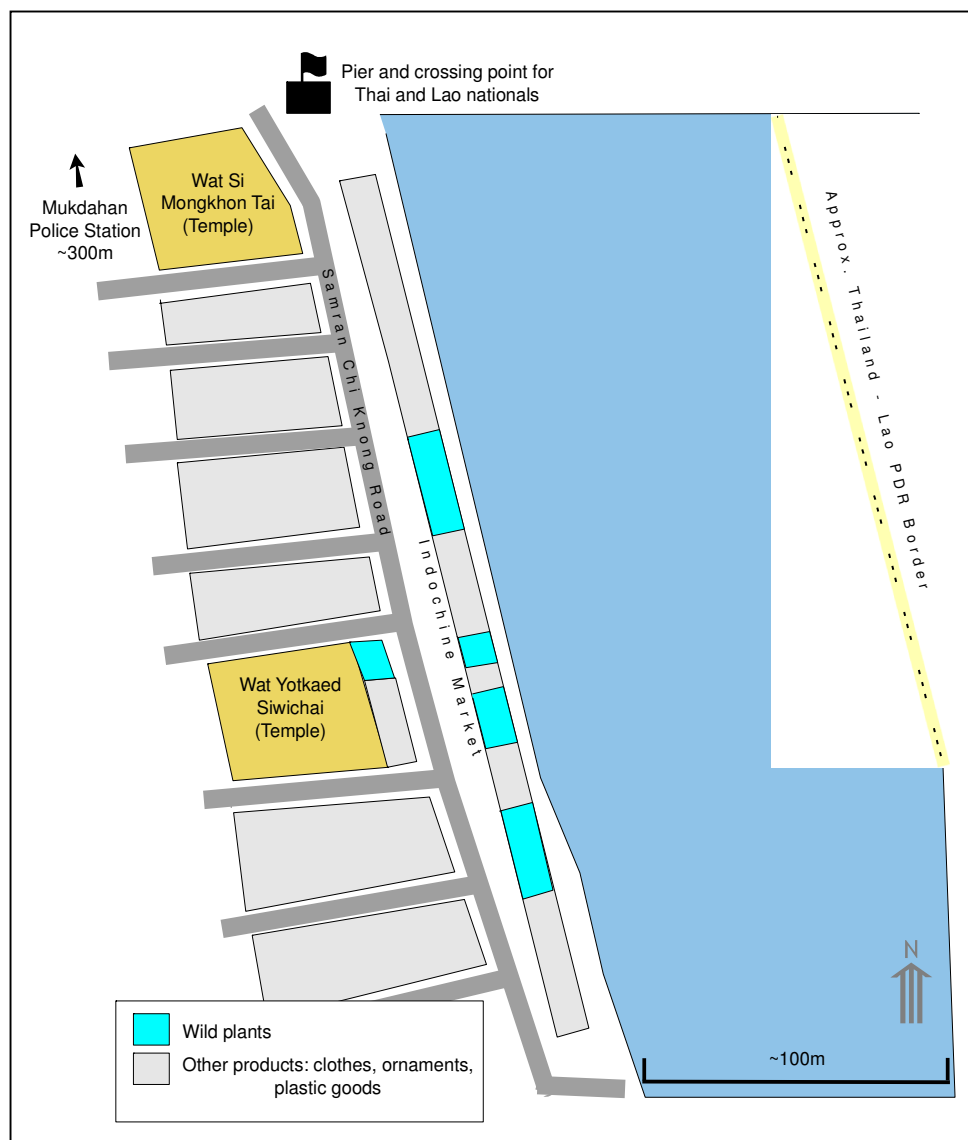 Pier and crossing point for
Thai and Lao nationals
Wat Si
Mongkhon Tai
(Temple)
Mukdahan
Police Station
~300m
Samran Chi Knong Road
Approx. Thailand - Lao PDR Border
Indochine Market
Wat Yotkaed
Siwichai
(Temple)
N
Wild plants
Other products: clothes, ornaments,
plastic goods
~100m